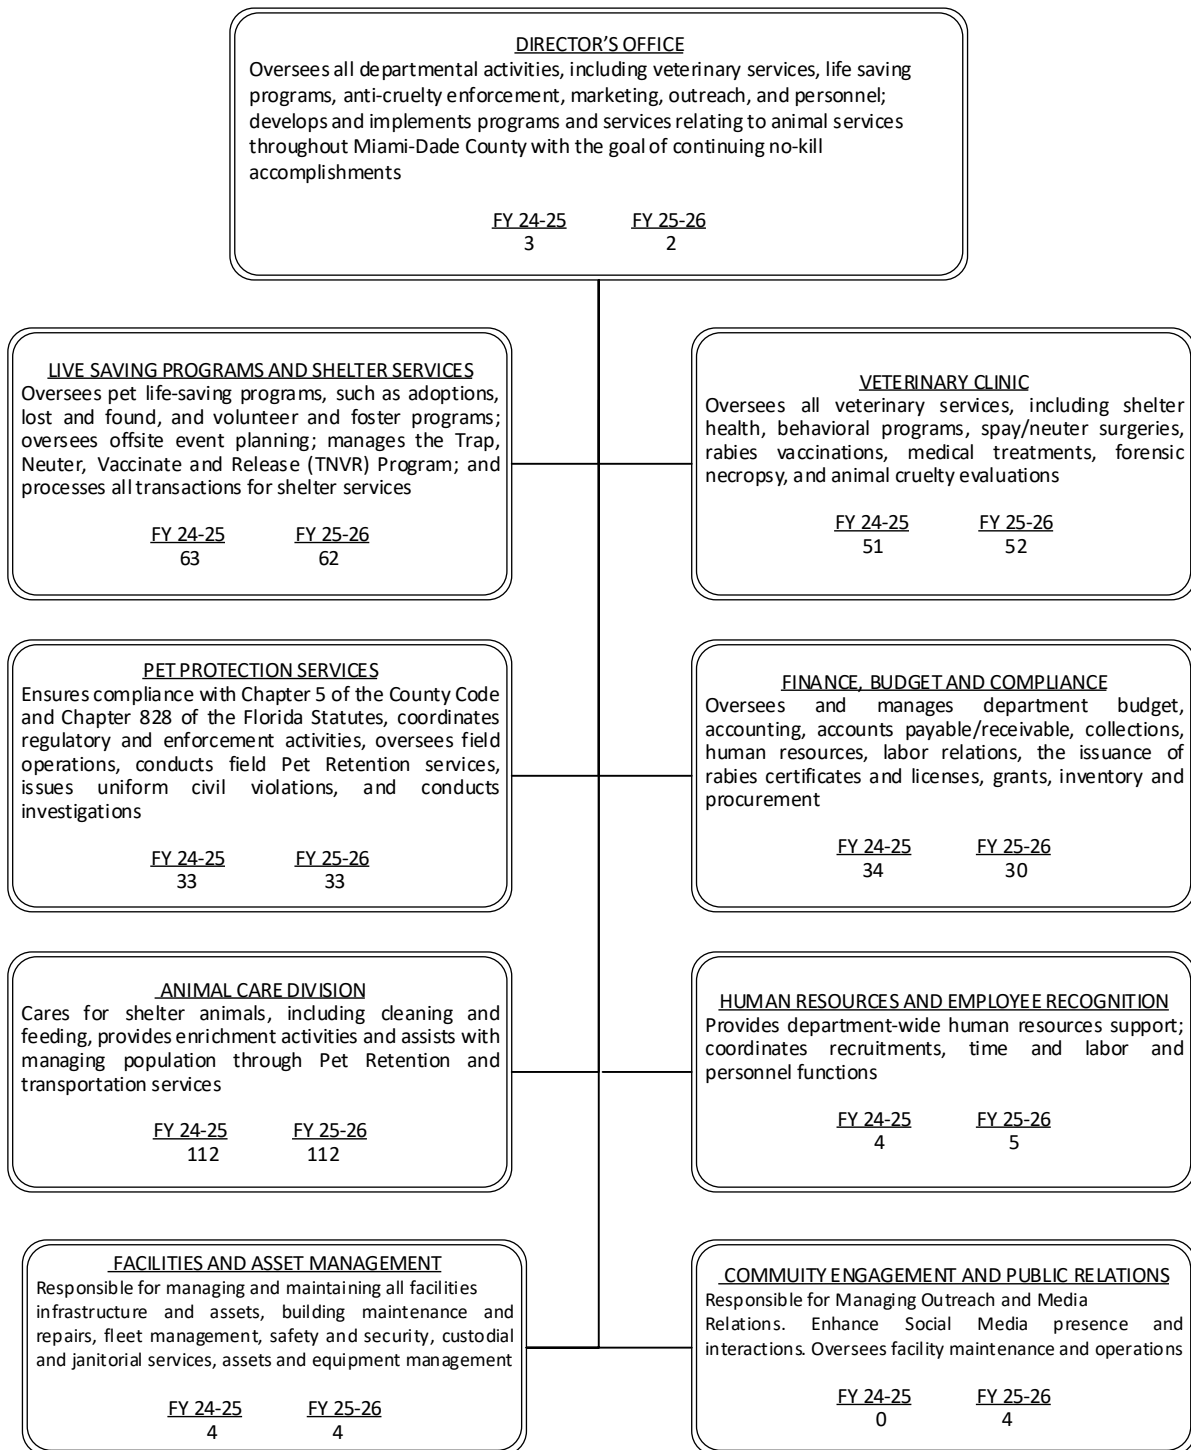 DIRECTOR'S OFFICE
Oversees all departmental activities, including veterinary services, life saving
programs, anti-cruelty enforcement, marketing, outreach, and personnel;
develops and implements programs and services relating to animal services
throughout Miami-Dade County with the goal of continuing no-kill
accomplishments
FY 24-25 FY 25-26
3 2
LIVE SAVING PROGRAMS AND SHELTER SERVICES
Oversees pet life-saving programs, such as adoptions,
lost and found, and volunteer and foster programs;
oversees offsite event planning; manages the Trap,
Neuter, Vaccinate and Release (TNVR) Program; and
processes all transactions for shelter services
FY 24-25 FY 25-26
63 62
VETERINARY CLINIC
Oversees all veterinary services, including shelter
health, behavioral programs, spay/neuter surgeries,
rabies vaccinations, medical treatments, forensic
necropsy, and animal cruelty evaluations
FY 24-25 FY 25-26
51 52
PET PROTECTION SERVICES
Ensures compliance with Chapter 5 of the County Code
and Chapter 828 of the Florida Statutes, coordinates
regulatory and enforcement activities, oversees field
operations, conducts field Pet Retention services,
issues uniform civil violations, and conducts
investigations
FY 24-25 FY 25-26
33 33
FINANCE, BUDGET AND COMPLIANCE
Oversees and manages department budget,
accounting, accounts payable/receivable, collections,
human resources, labor relations, the issuance of
rabies certificates and licenses, grants, inventory and
procurement
FY 24-25 FY 25-26
34 30
ANIMAL CARE DIVISION
Cares for shelter animals, including cleaning and
feeding, provides enrichment activities and assists with
managing population through Pet Retention and
transportation services
FY 24-25 FY 25-26
112 112
HUMAN RESOURCES AND EMPLOYEE RECOGNITION
Provides department-wide human resources support;
coordinates recruitments, time and labor and
personnel functions
FY 24-25 FY 25-26
4 5
FACILITIES AND ASSET MANAGEMENT
Responsible for managing and maintaining all facilities
infrastructure and assets, building maintenance and
repairs, fleet management, safety and security, custodial
and janitorial services, assets and equipment management
FY 24-25 FY 25-26
4 4
COMMUITY ENGAGEMENT AND PUBLIC RELATIONS
Responsible for Managing Outreach and Media
Relations. Enhance Social Media presence and
interactions. Oversees facility maintenance and operations
FY 24-25 FY 25-26
0 4